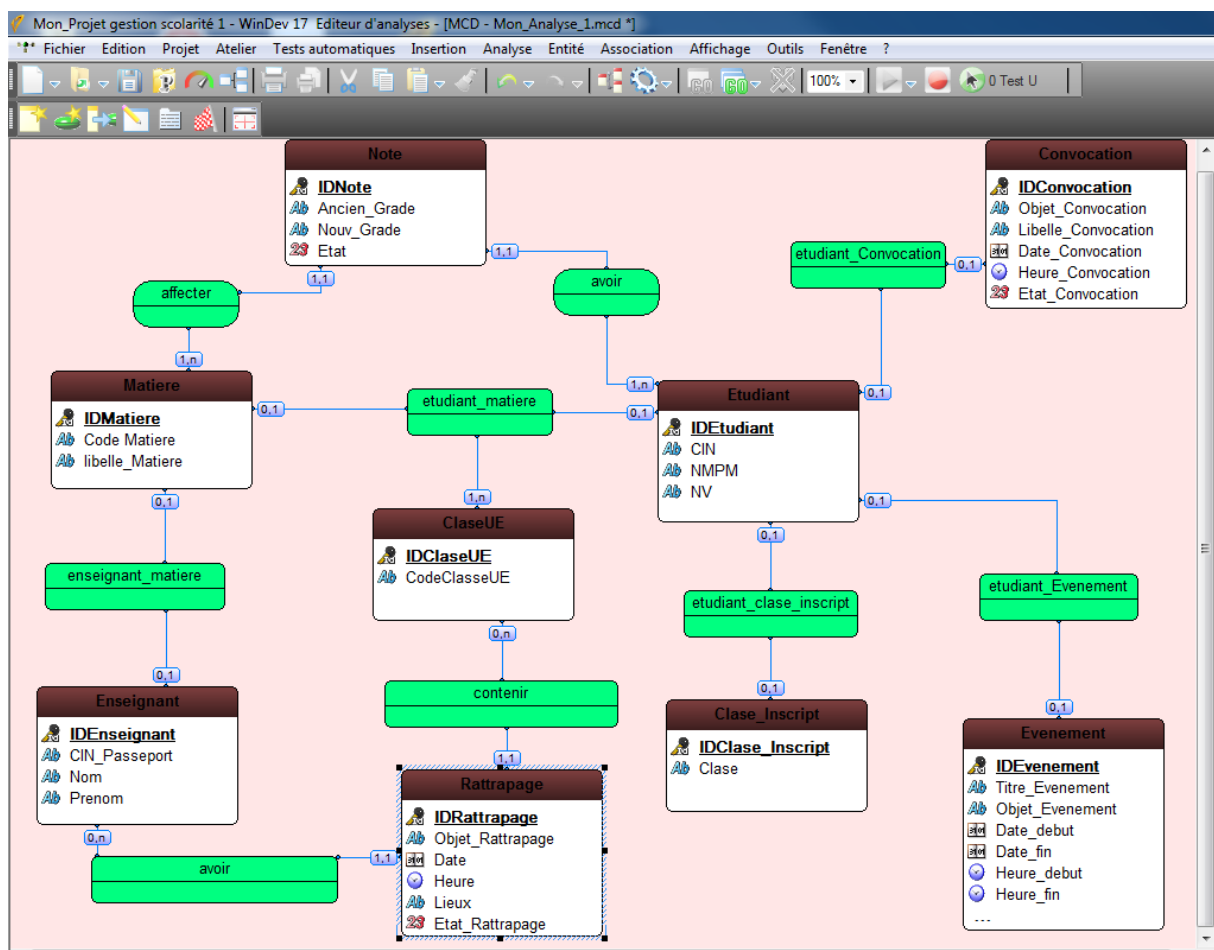 Mon_Projet gestion scolarité 1 - WinDev 17 Editeur d'analyses - [MCD - Mon_Analyse_1.mcd *]
Fichier Edition Projet Atelier Tests automatiques Insertion Analyse Entité Association Affichage Outils Fenêtre ?
100% 0 Test U
Note
IDNote
Ancien_Grade
Nouv_Grade
Etat
1,1
1,1
Convocation
IDConvocation
Objet_Convocation
Libelle_Convocation
Date_Convocation
Heure_Convocation
Etat_Convocation
etudiant_Convocation
0,1
0,1
affecter
1,n
avoir
1,n
Matiere
IDMatiere
Code Matiere
libelle_Matiere
0,1
0,1
etudiant_matiere
0,1
1,n
Etudiant
IDEtudiant
CIN
NMPM
NV
0,1
0,1
ClaseUE
IDClaseUE
CodeClasseUE
0,n
enseignant_matiere
0,1
etudiant_clase_inscript
0,1
etudiant_Evenement
0,1
contenir
1,1
Enseignant
IDEnseignant
CIN_Passeport
Nom
Prenom
0,n
avoir
1,1
Rattrapage
IDRattrapage
Objet_Rattrapage
Date
Heure
Lieux
Etat_Rattrapage
Clase_Inscript
IDClase_Inscript
Clase
Evenement
IDEvenement
Titre_Evenement
Objet_Evenement
Date_debut
Date_fin
Heure_debut
Heure_fin
...